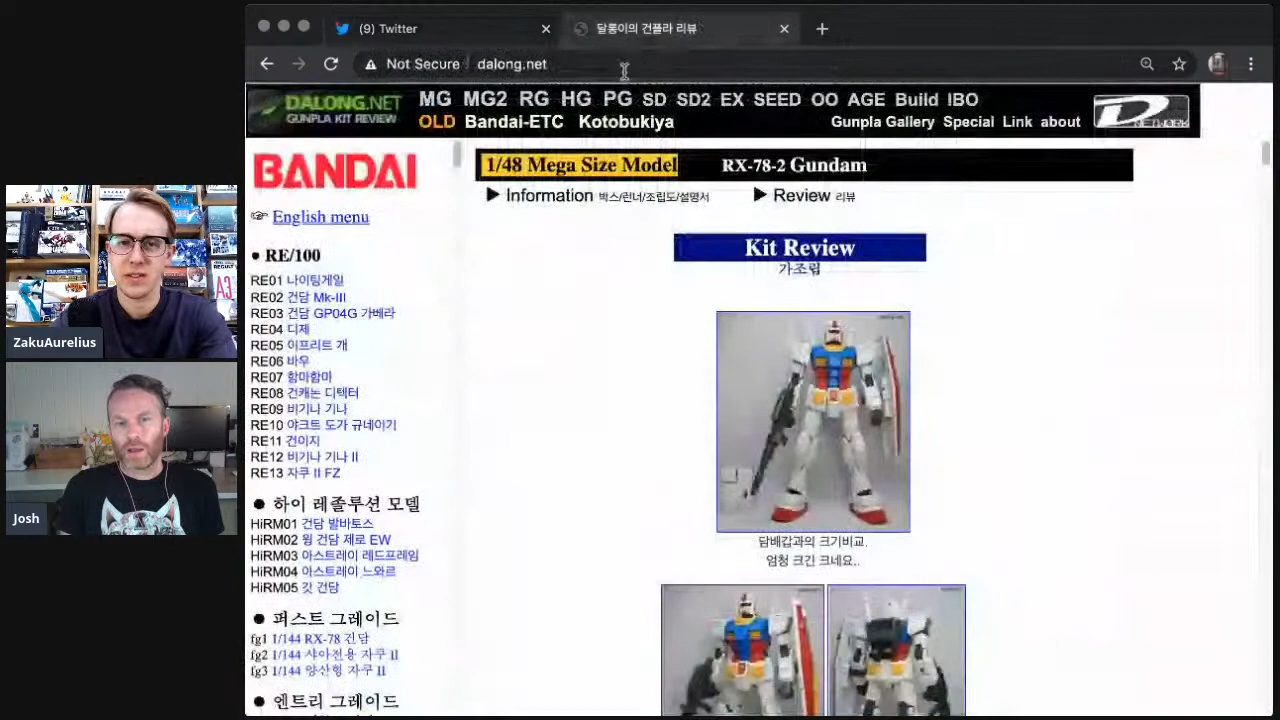 (9) Twitter
달롱이의 건플라 리뷰
Not Secure
dalong.net
DALONG.NET
GUNPLA KIT REVIEW
MG MG2 RG HG PG SD SD2 EX SEED OO AGE Build IBO
OLD Bandai-ETC Kotobukiya
Gunpla Gallery Special Link about
D NETWORK
BANDAI
☞ English menu
● RE/100
RE01 나이팅게일
RE02 건담 Mk-III
RE03 건담 GP04G 가베라
RE04 디제
RE05 이프리트 개
RE06 바우
RE07 함마함마
RE08 건캐논 디텍터
RE09 비기나 기나
RE10 야크트 도가 규네이기
RE11 건이지
RE12 비기나 기나 II
RE13 자쿠 II FZ
● 하이 레졸루션 모델
HiRM01 건담 발바토스
HiRM02 윙 건담 제로 EW
HiRM03 아스트레이 레드프레임
HiRM04 아스트레이 느와르
HiRM05 갓 건담
● 퍼스트 그레이드
fg1 1/144 RX-78 건담
fg2 1/144 샤아전용 자쿠 II
fg3 1/144 양산형 자쿠 II
● 엔트리 그레이드
1/48 Mega Size Model
RX-78-2 Gundam
▶ Information 박스/런너/조립도/설명서
▶ Review 리뷰
Kit Review
가조립
담배갑과의 크기비교.
엄청 크긴 크네요..
ZakuAurelius
A3
Josh